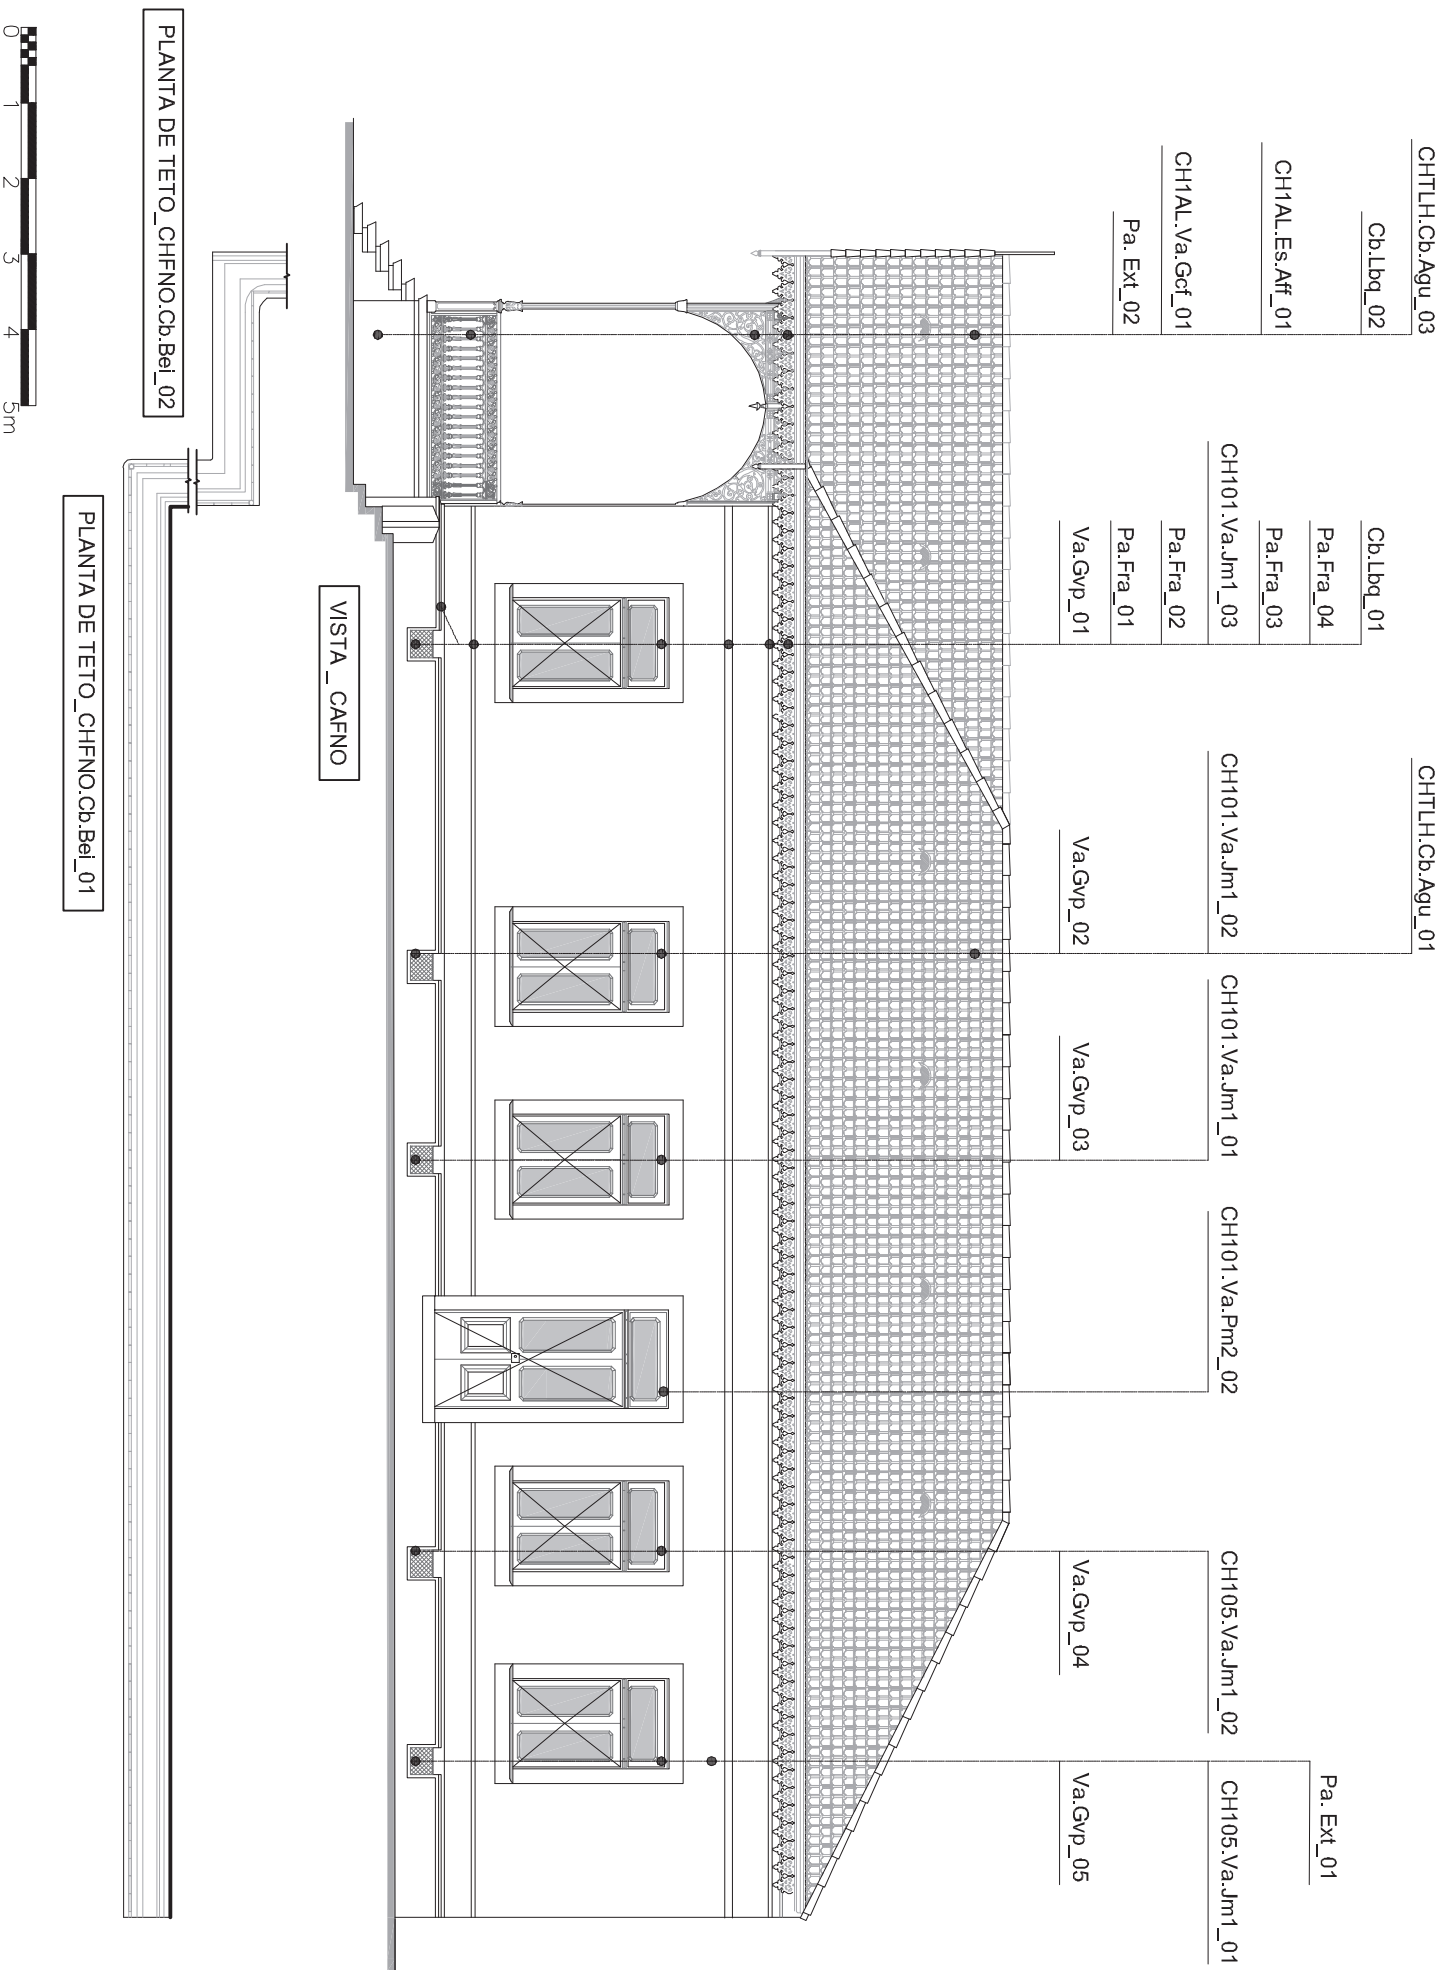 CHTLH.Cb.Agu_03
Cb.Lbq_02
CH1AL.Es.Aff_01
CH1AL.Va.Gcf_01
Pa. Ext_02
Cb.Lbq_01
Pa.Fra_04
Pa.Fra_03
CH101.Va.Jm1_03
Pa.Fra_02
Pa.Fra_01
Va.Gvp_01
CHTLH.Cb.Agu_01
CH101.Va.Jm1_02
Va.Gvp_02
CH101.Va.Jm1_01
Va.Gvp_03
CH101.Va.Pm2_02
CH105.Va.Jm1_02
Va.Gvp_04
Pa. Ext_01
CH105.Va.Jm1_01
Va.Gvp_05
VISTA _ CAFNO
PLANTA DE TETO_CHFNO.Cb.Bei_02
PLANTA DE TETO_CHFNO.Cb.Bei_01
0 1 2 3 4 5m